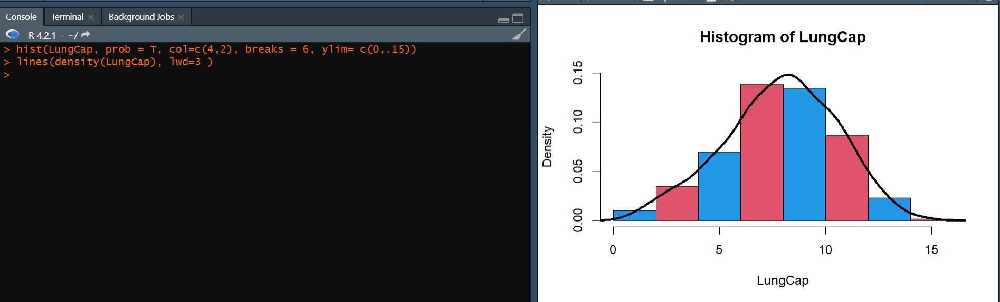 Console Terminal Background Jobs
R 4.2.1 · ~/
> hist(LungCap, prob = T, col=c(4,2), breaks = 6, ylim= c(0,.15))
> lines(density(LungCap), lwd=3 )
>
Histogram of LungCap
Density
0.15
0.10
0.05
0.00
0 5 10 15
LungCap